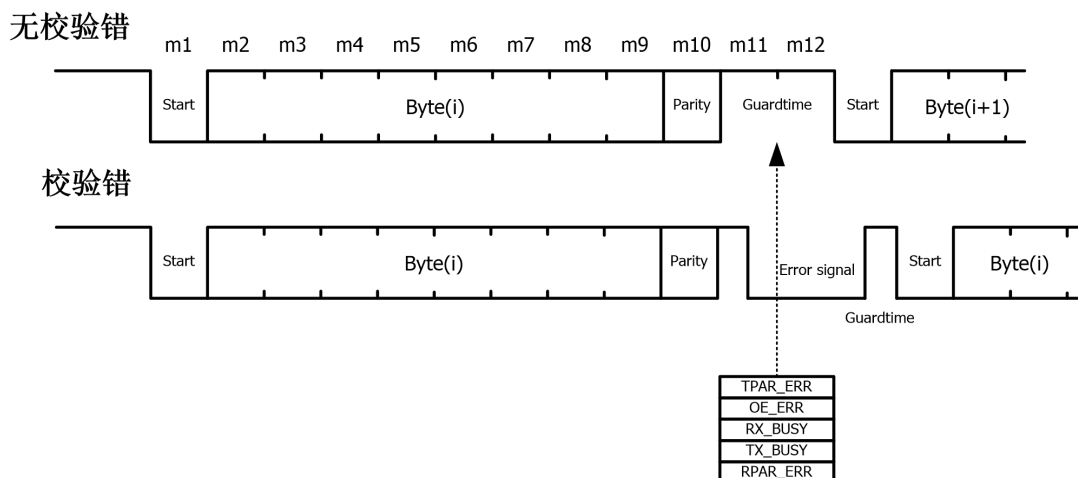 无校验错
m1 m2 m3 m4 m5 m6 m7 m8 m9 m10 m11 m12
Start Byte(i) Parity Guardtime Start Byte(i+1)
校验错
Start Byte(i) Parity Error signal Start Byte(i)
Guardtime
TPAR_ERR
OE_ERR
RX_BUSY
TX_BUSY
RPAR_ERR